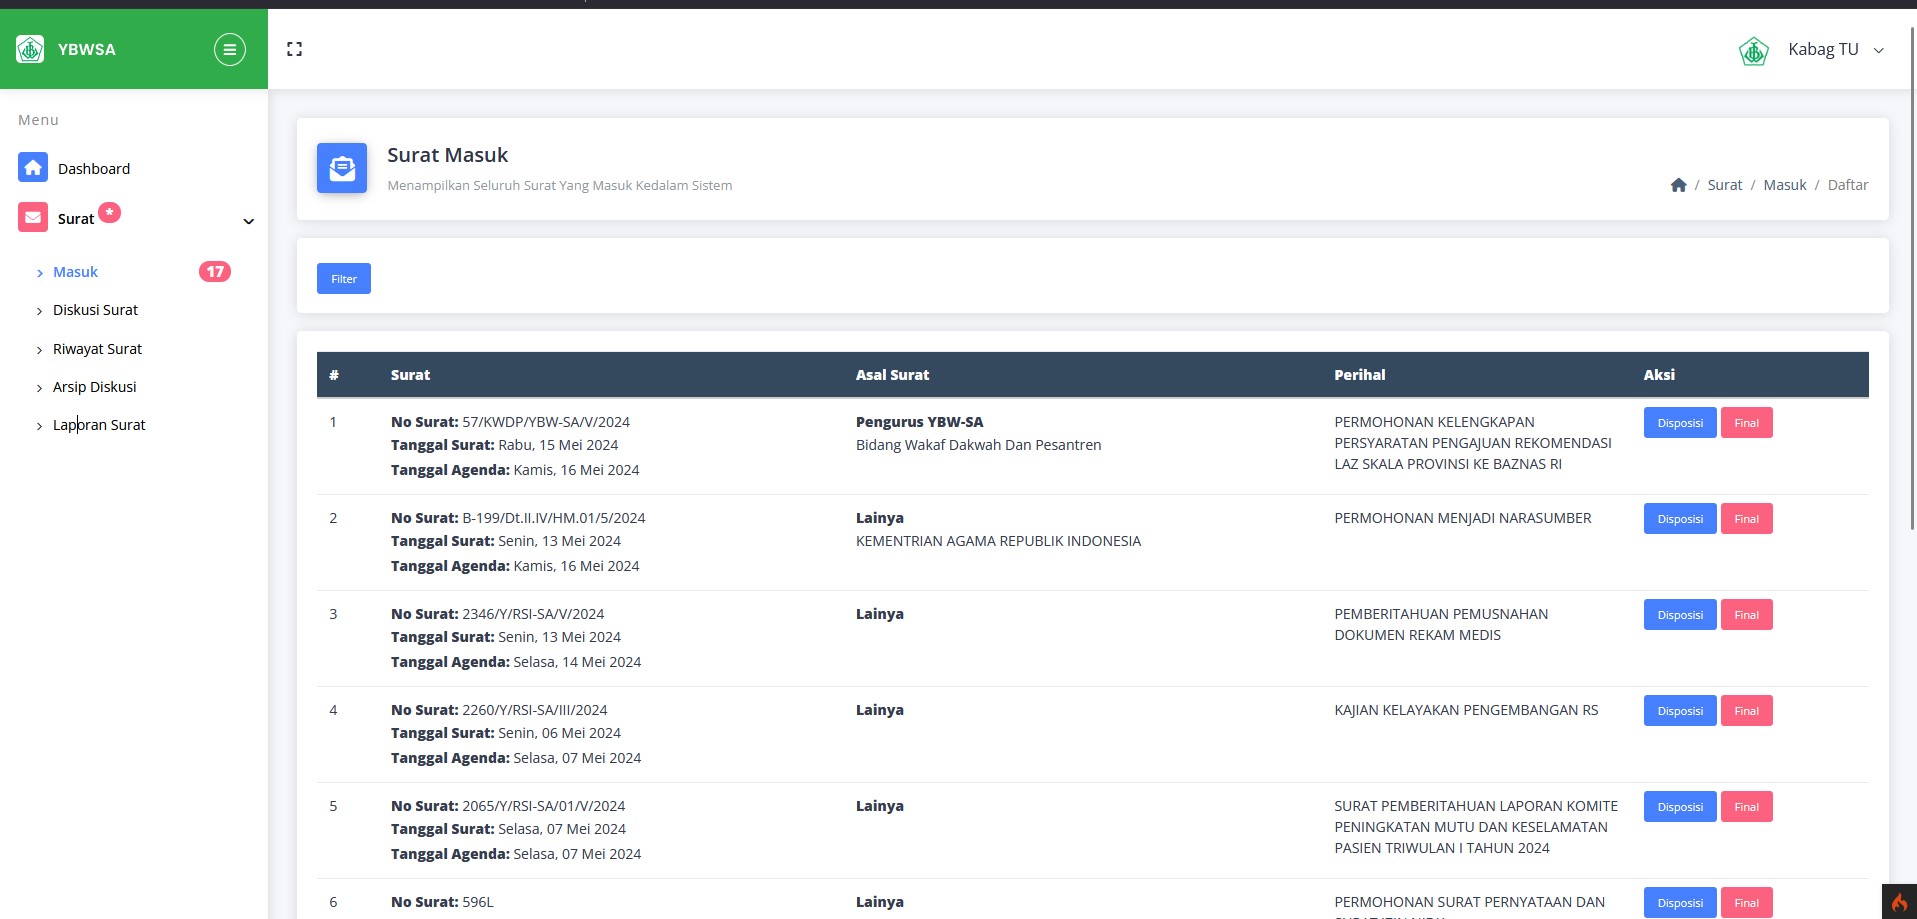 YBWSA
Kabag TU
Menu
Dashboard
Surat *
Masuk 17
Diskusi Surat
Riwayat Surat
Arsip Diskusi
Laporan Surat
Surat Masuk
Menampilkan Seluruh Surat Yang Masuk Kedalam Sistem
/ Surat / Masuk / Daftar
Filter
# Surat Asal Surat Perihal Aksi
1
No Surat: 57/KWDP/YBW-SA/V/2024
Tanggal Surat: Rabu, 15 Mei 2024
Tanggal Agenda: Kamis, 16 Mei 2024
Pengurus YBW-SA
Bidang Wakaf Dakwah Dan Pesantren
PERMOHONAN KELENGKAPAN
PERSYARATAN PENGAJUAN REKOMENDASI
LAZ SKALA PROVINSI KE BAZNAS RI
Disposisi Final
2
No Surat: B-199/Dt.II.IV/HM.01/5/2024
Tanggal Surat: Senin, 13 Mei 2024
Tanggal Agenda: Kamis, 16 Mei 2024
Lainya
KEMENTRIAN AGAMA REPUBLIK INDONESIA
PERMOHONAN MENJADI NARASUMBER
Disposisi Final
3
No Surat: 2346/Y/RSI-SA/V/2024
Tanggal Surat: Senin, 13 Mei 2024
Tanggal Agenda: Selasa, 14 Mei 2024
Lainya
PEMBERITAHUAN PEMUSNAHAN
DOKUMEN REKAM MEDIS
Disposisi Final
4
No Surat: 2260/Y/RSI-SA/III/2024
Tanggal Surat: Senin, 06 Mei 2024
Tanggal Agenda: Selasa, 07 Mei 2024
Lainya
KAJIAN KELAYAKAN PENGEMBANGAN RS
Disposisi Final
5
No Surat: 2065/Y/RSI-SA/01/V/2024
Tanggal Surat: Selasa, 07 Mei 2024
Tanggal Agenda: Selasa, 07 Mei 2024
Lainya
SURAT PEMBERITAHUAN LAPORAN KOMITE
PENINGKATAN MUTU DAN KESELAMATAN
PASIEN TRIWULAN I TAHUN 2024
Disposisi Final
6
No Surat: 596L
Lainya
PERMOHONAN SURAT PERNYATAAN DAN
Disposisi Final